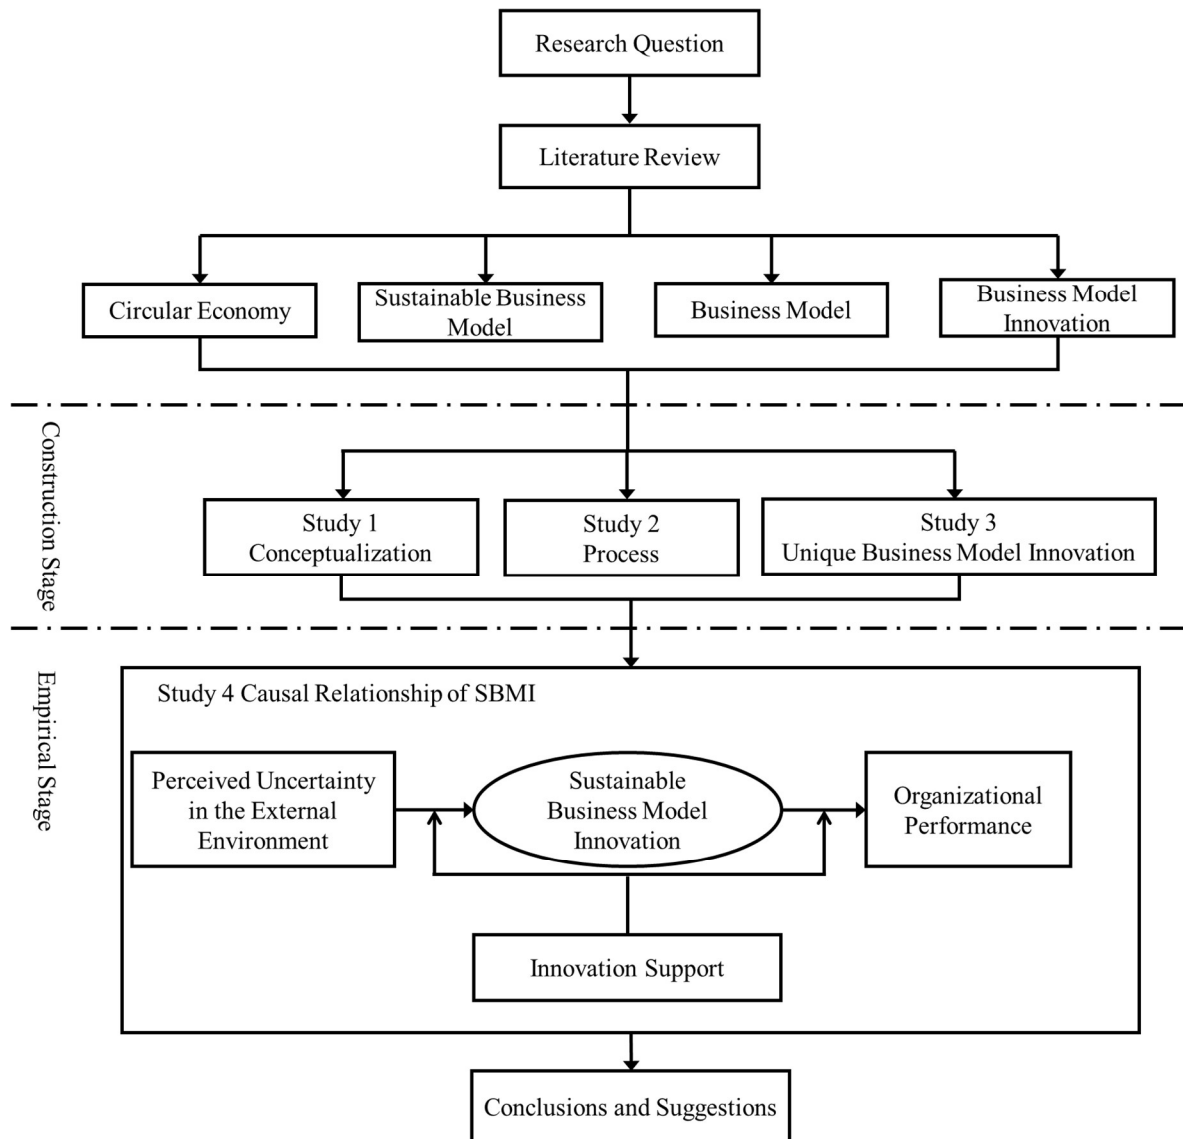 Research Question
Literature Review
Circular Economy
Sustainable Business
Model
Business Model
Business Model
Innovation
Construction Stage
Study 1
Conceptualization
Study 2
Process
Study 3
Unique Business Model Innovation
Empirical Stage
Study 4 Causal Relationship of SBMI
Perceived Uncertainty
in the External
Environment
Sustainable
Business Model
Innovation
Organizational
Performance
Innovation Support
Conclusions and Suggestions